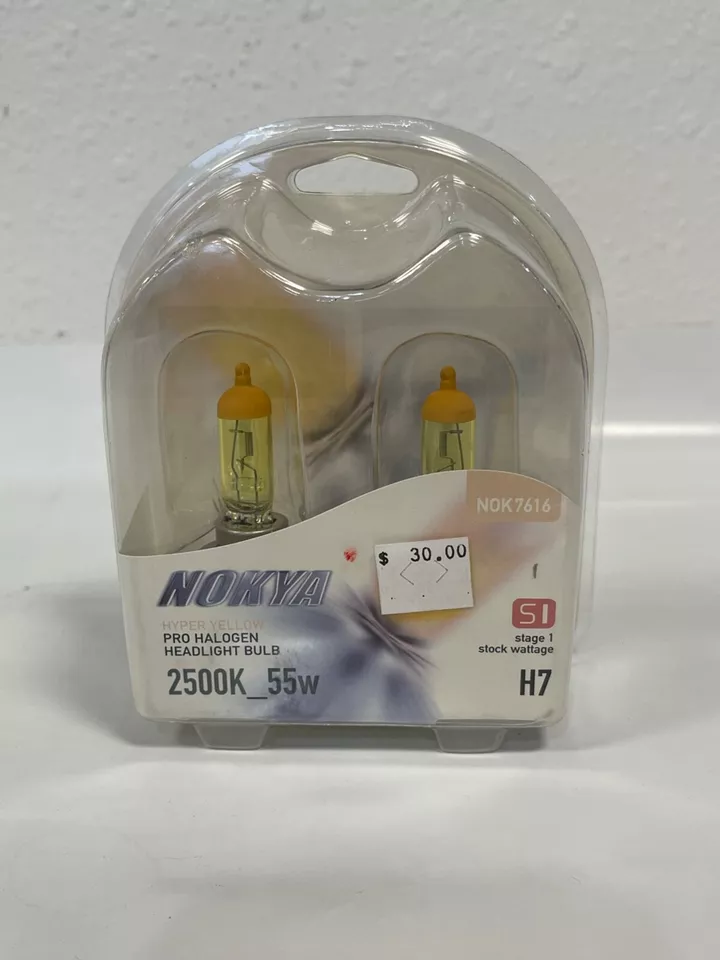 NOK7616
$ 30.00
NOKYA
HYPER YELLOW
PRO HALOGEN
HEADLIGHT BULB
2500K_55w
S1
stage 1
stock wattage
H7